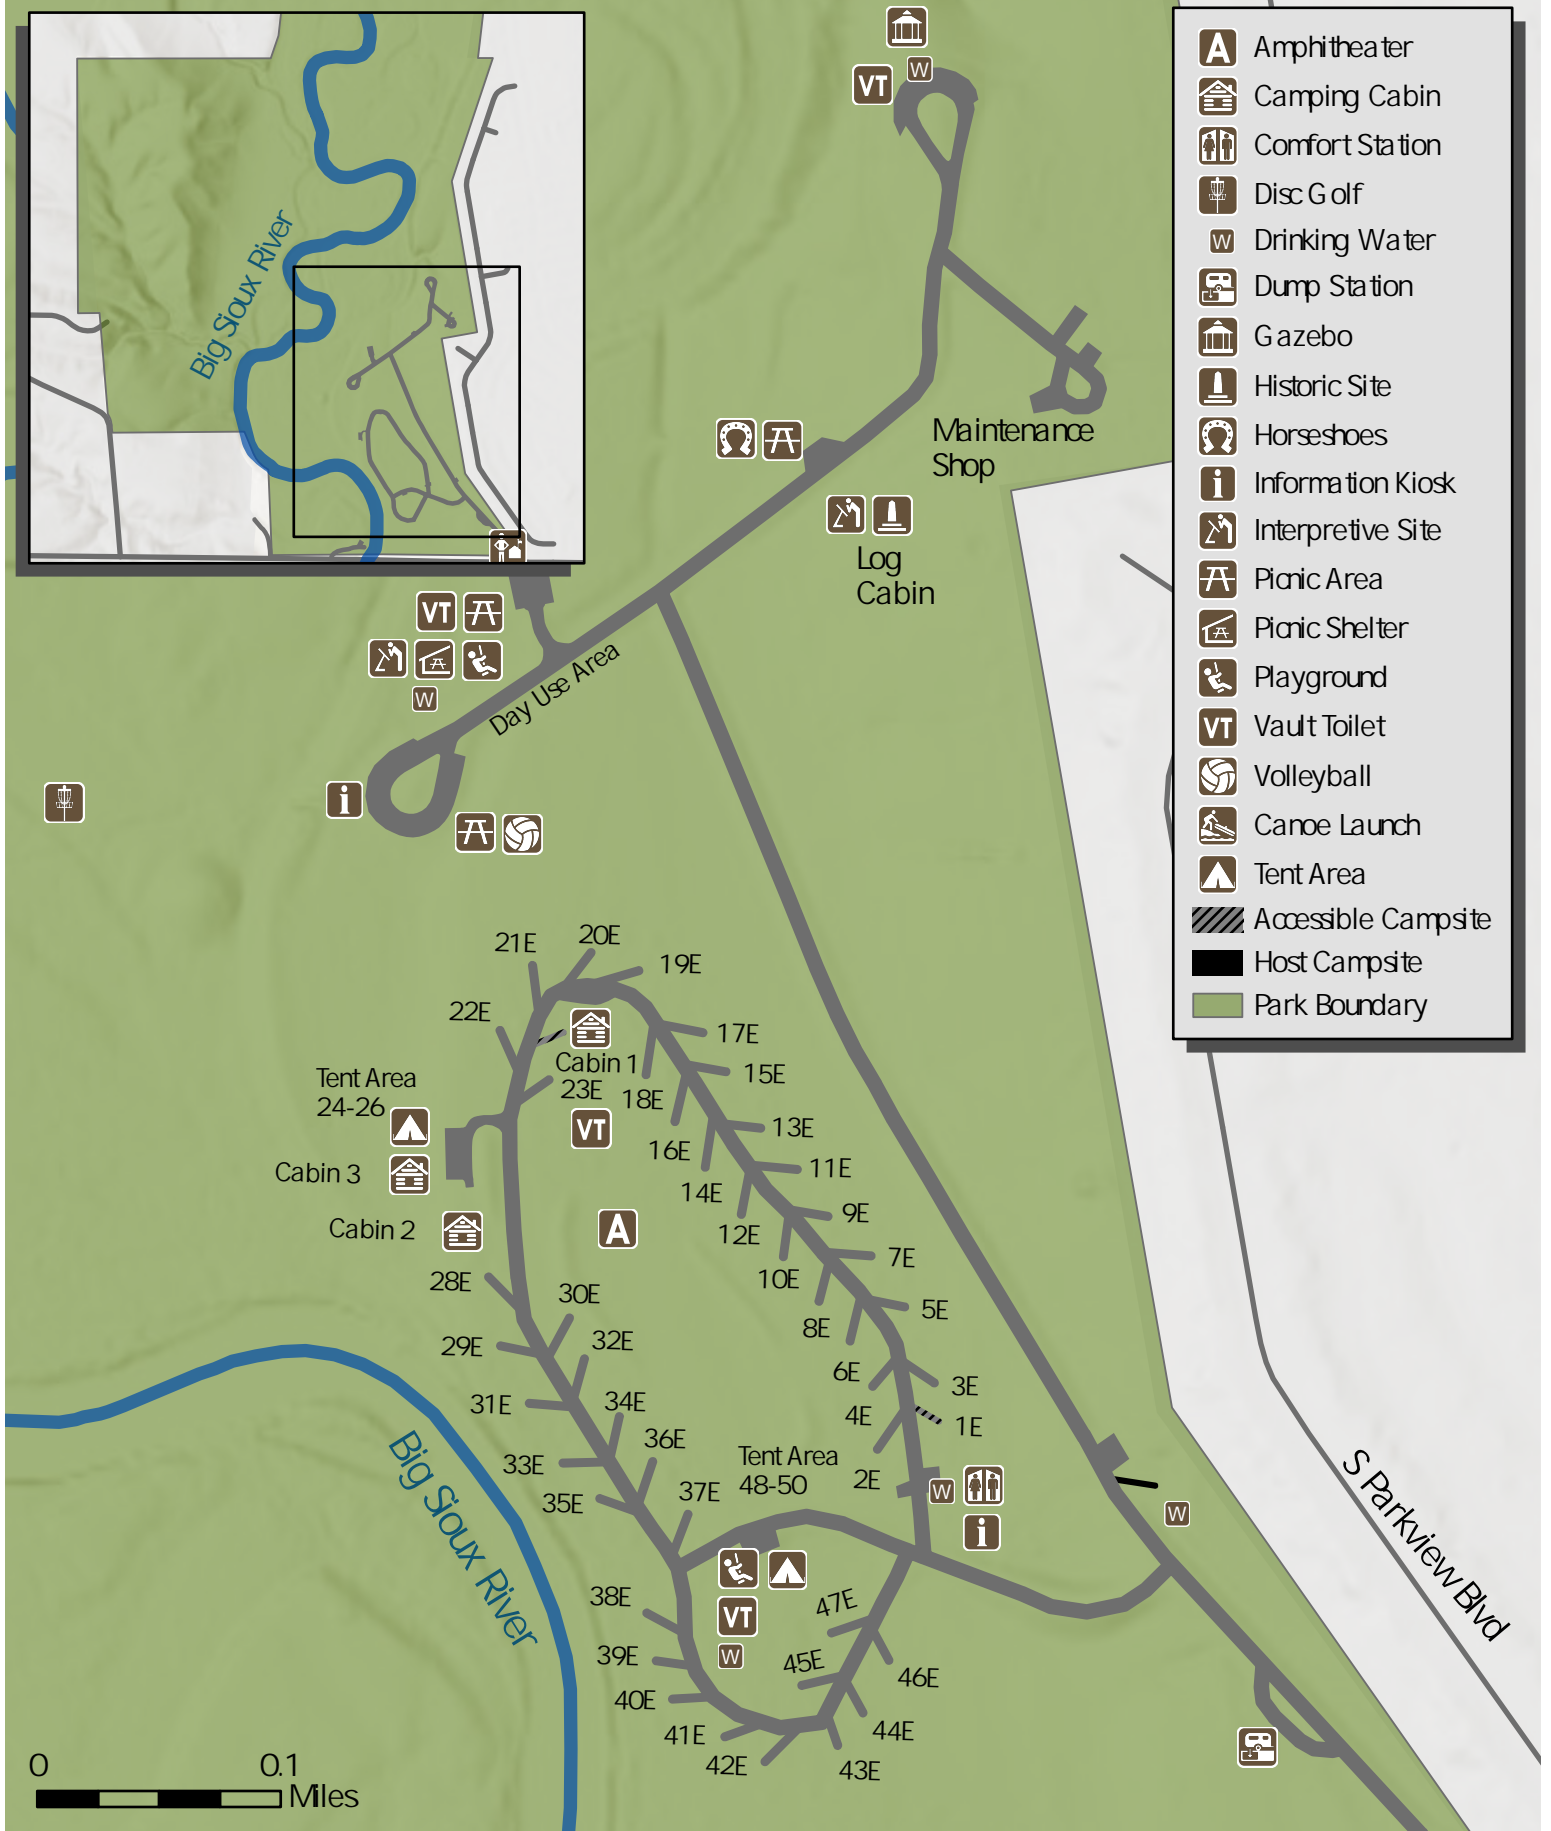 Big Sioux River
VT
W
Maintenance
Shop
Log
Cabin
VT
W
Day Use Area
i
A Amphitheater
Camping Cabin
Comfort Station
Disc Golf
W Drinking Water
Dump Station
Gazebo
Historic Site
Horseshoes
i Information Kiosk
Interpretive Site
Picnic Area
Picnic Shelter
Playground
VT Vault Toilet
Volleyball
Canoe Launch
Tent Area
Accessible Campsite
Host Campsite
Park Boundary
20E
21E
19E
22E
17E
Cabin 1
15E
Tent Area
24-26
23E
18E
VT
13E
16E
11E
Cabin 3
14E
9E
Cabin 2
A
12E
7E
28E
10E
30E
5E
8E
29E
32E
6E
3E
31E
34E
4E
1E
36E
33E
Tent Area
48-50
2E
37E
W
35E
i
W
S Parkview Blvd
Big Sioux River
38E
VT
47E
39E
W
45E
46E
40E
41E
44E
42E
43E
0 0.1
Miles